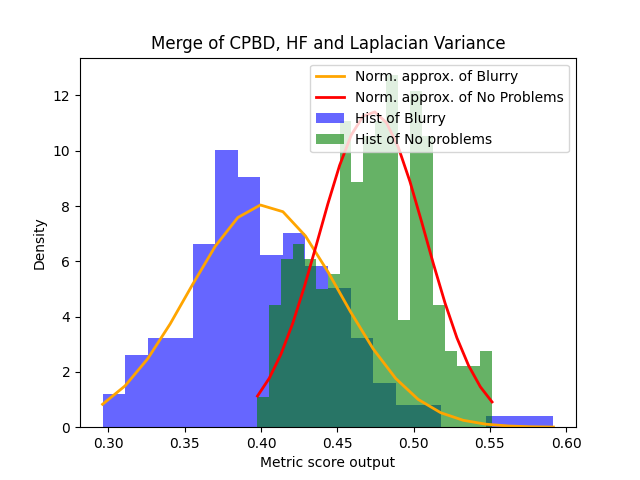 Merge of CPBD, HF and Laplacian Variance
Norm. approx. of Blurry
Norm. approx. of No Problems
Hist of Blurry
Hist of No problems
Density
12
10
8
6
4
2
0
0.30 0.35 0.40 0.45 0.50 0.55 0.60
Metric score output